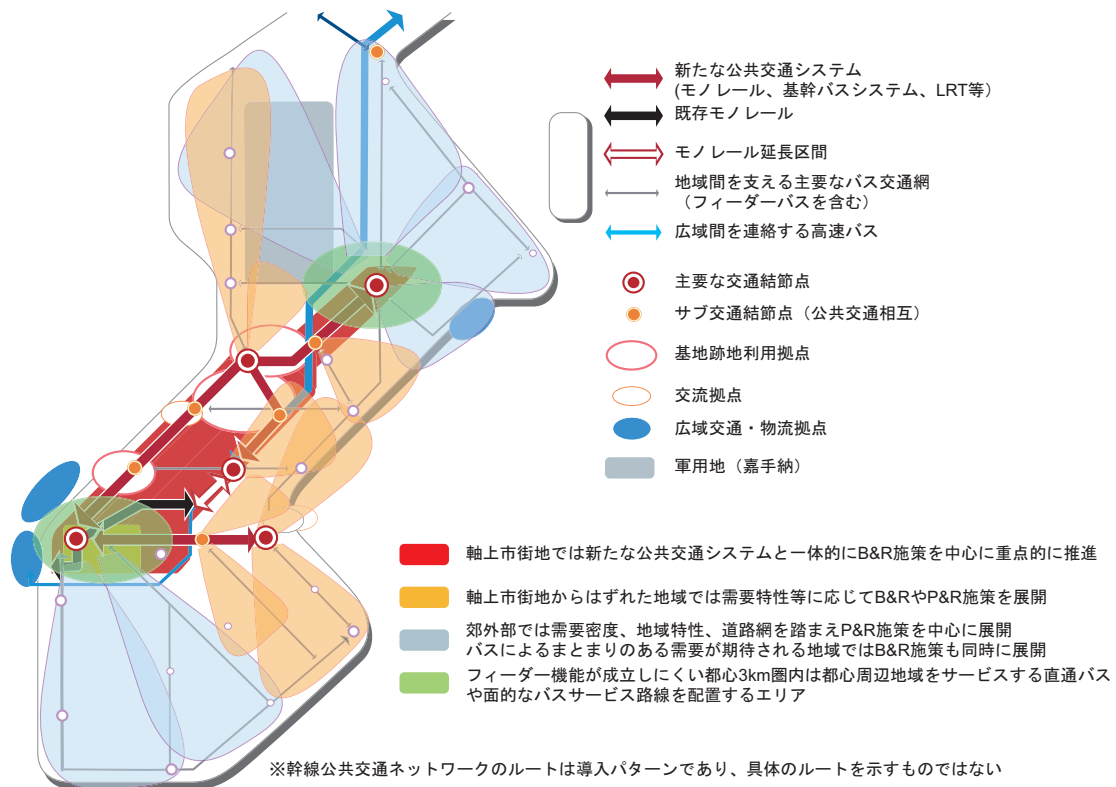 新たな公共交通システム
(モノレール、基幹バスシステム、LRT等）
既存モノレール
モノレール延長区間
地域間を支える主要なバス交通網
（フィーダーバスを含む）
広域間を連絡する高速バス
主要な交通結節点
サブ交通結節点（公共交通相互）
基地跡地利用拠点
交流拠点
広域交通・物流拠点
軍用地（嘉手納）
軸上市街地では新たな公共交通システムと一体的にB&R施策を中心に重点的に推進
軸上市街地からはずれた地域では需要特性等に応じてB&RやP&R施策を展開
郊外部では需要密度、地域特性、道路網を踏まえP&R施策を中心に展開
バスによるまとまりのある需要が期待される地域ではB&R施策も同時に展開
フィーダー機能が成立しにくい都心3km圏内は都心周辺地域をサービスする直通バス
や面的なバスサービス路線を配置するエリア
※幹線公共交通ネットワークのルートは導入パターンであり、具体のルートを示すものではない